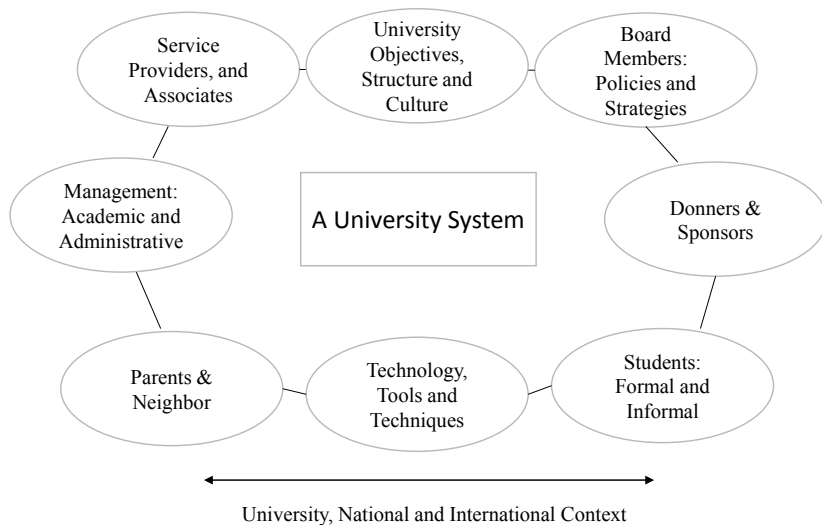 Service
Providers, and
Associates
University
Objectives,
Structure and
Culture
Board
Members:
Policies and
Strategies
Management:
Academic and
Administrative
A University System
Donners &
Sponsors
Parents &
Neighbor
Technology,
Tools and
Techniques
Students:
Formal and
Informal
University, National and International Context